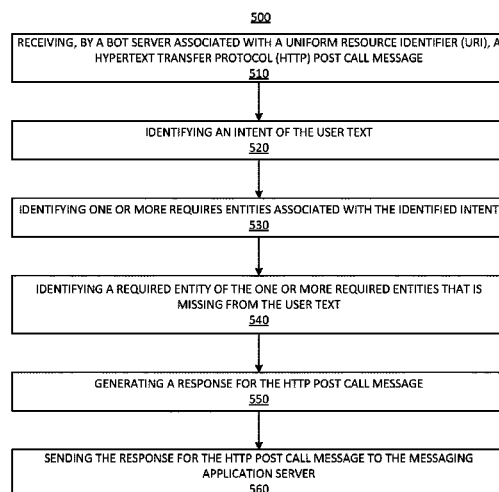 500
RECEIVING, BY A BOT SERVER ASSOCIATED WITH A UNIFORM RESOURCE IDENTIFIER (URI), A
HYPERTEXT TRANSFER PROTOCOL (HTTP) POST CALL MESSAGE
510
IDENTIFYING AN INTENT OF THE USER TEXT
520
IDENTIFYING ONE OR MORE REQUIRES ENTITIES ASSOCIATED WITH THE IDENTIFIED INTENT
530
IDENTIFYING A REQUIRED ENTITY OF THE ONE OR MORE REQUIRED ENTITIES THAT IS
MISSING FROM THE USER TEXT
540
GENERATING A RESPONSE FOR THE HTTP POST CALL MESSAGE
550
SENDING THE RESPONSE FOR THE HTTP POST CALL MESSAGE TO THE MESSAGING
APPLICATION SERVER
560